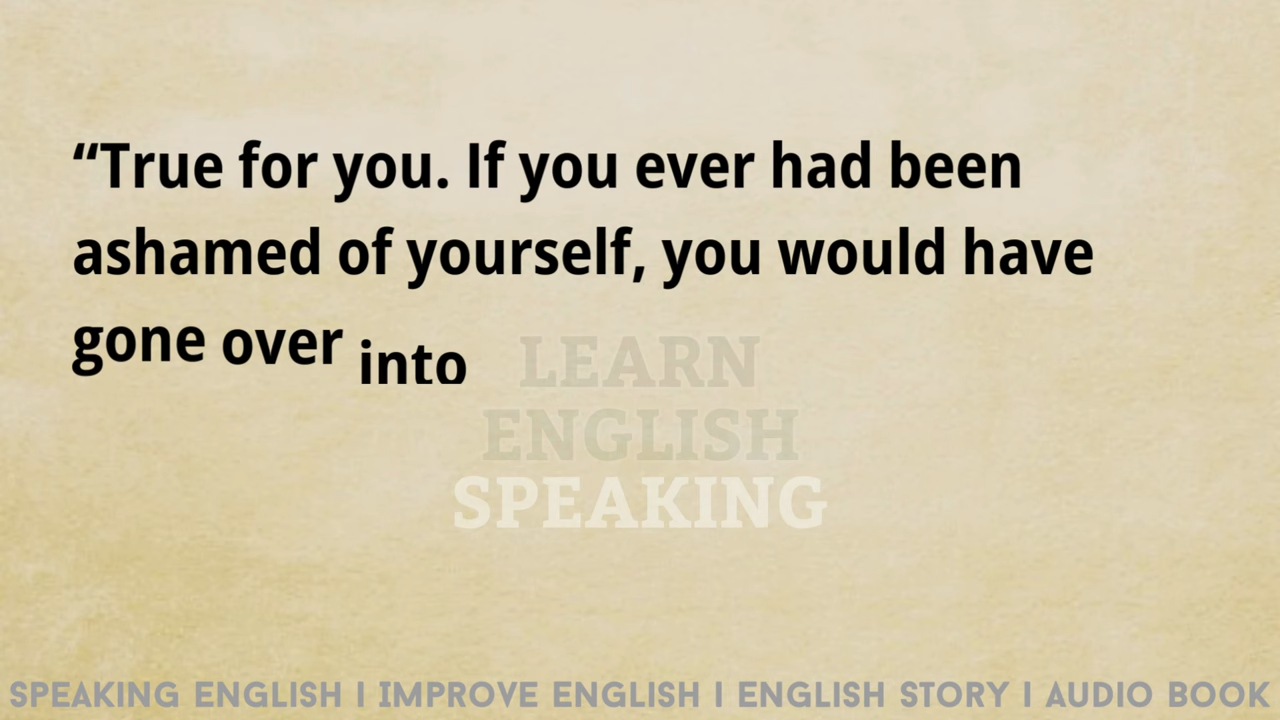 “True for you. If you ever had been
ashamed of yourself, you would have
gone over into
LEARN
ENGLISH
SPEAKING
SPEAKING ENGLISH I IMPROVE ENGLISH I ENGLISH STORY I AUDIO BOOK